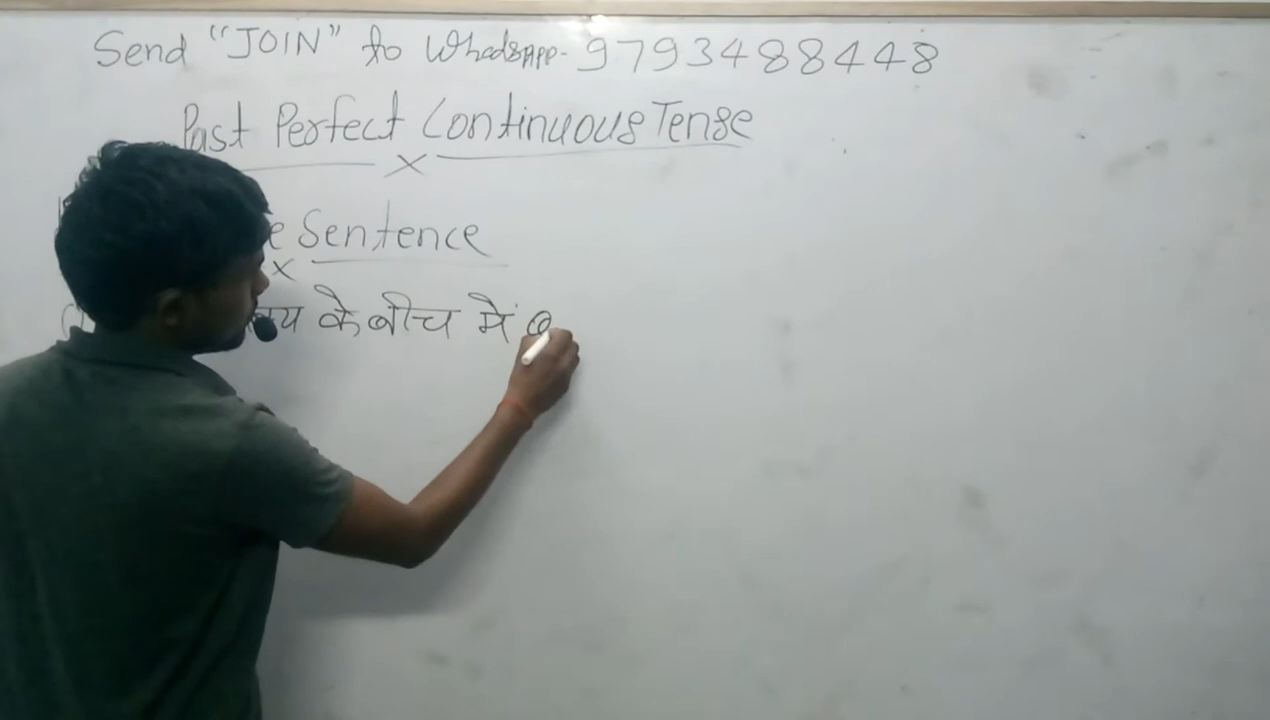 Send "JOIN" to WhatsApp- 9793488448
Past Perfect Continuous Tense
Sentence
के बीच में